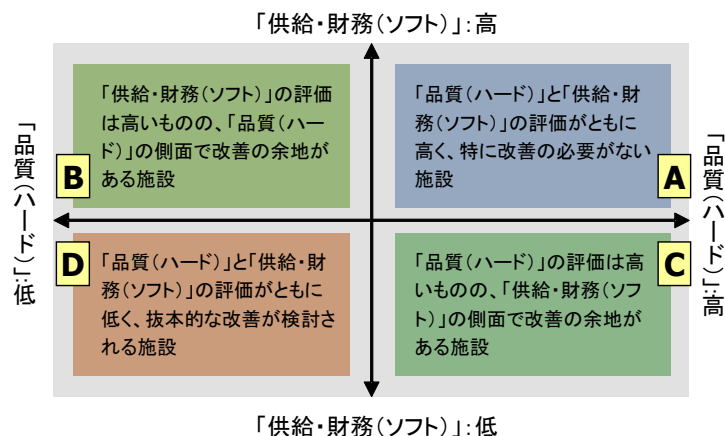 「供給・財務(ソフト)」:高
「供給・財務(ソフト)」の評価
は高いものの、「品質(ハー
ド)」の側面で改善の余地が
ある施設
B
「品質(ハード)」と「供給・財
務(ソフト)」の評価がともに
高く、特に改善の必要がない
施設
A
「品質(ハード)」:低
「品質(ハード)」:高
D
「品質(ハード)」と「供給・財
務(ソフト)」の評価がともに
低く、抜本的な改善が検討さ
れる施設
C
「品質(ハード)」の評価は高
いものの、「供給・財務(ソフ
ト)」の側面で改善の余地が
ある施設
「供給・財務(ソフト)」:低